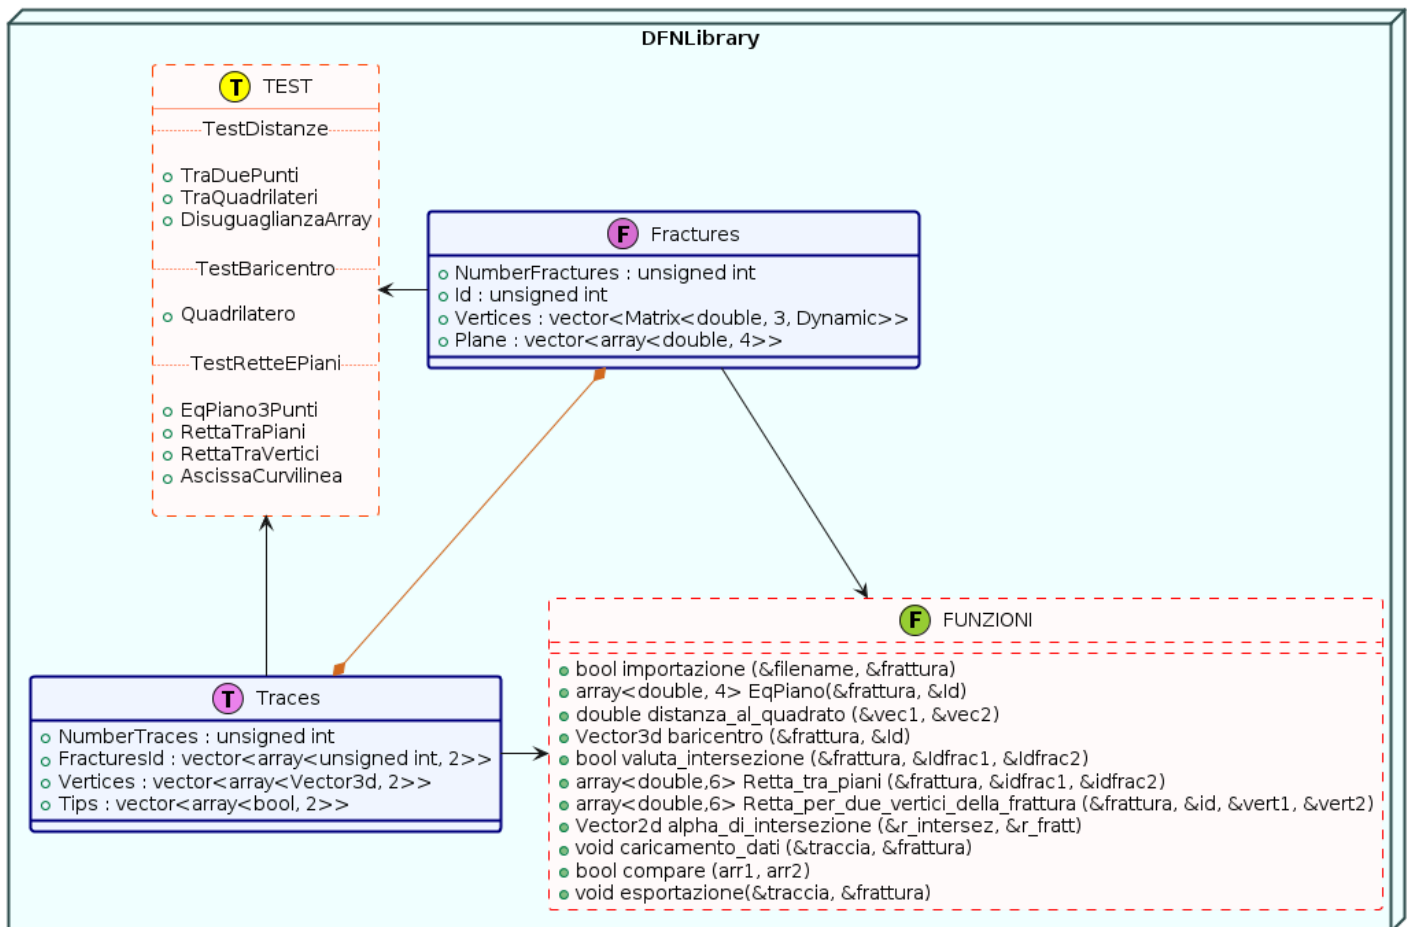 DFNLibrary
T TEST
TestDistanze
TraDuePunti
TraQuadrilateri
DisuguaglianzaArray
TestBaricentro
Quadrilatero
TestRetteEPiani
EqPiano3Punti
RettaTraPiani
RettaTraVertici
AscissaCurvilinea
F Fractures
NumberFractures : unsigned int
Id : unsigned int
Vertices : vector<Matrix<double, 3, Dynamic>>
Plane : vector<array<double, 4>>
T Traces
NumberTraces : unsigned int
FracturesId : vector<array<unsigned int, 2>>
Vertices : vector<array<Vector3d, 2>>
Tips : vector<array<bool, 2>>
F FUNZIONI
bool importazione (&filename, &frattura)
array<double, 4> EqPiano(&frattura, &Id)
double distanza_al_quadrato (&vec1, &vec2)
Vector3d baricentro (&frattura, &Id)
bool valuta_intersezione (&frattura, &Idfrac1, &Idfrac2)
array<double,6> Retta_tra_piani (&frattura, &idfrac1, &idfrac2)
array<double,6> Retta_per_due_vertici_della_frattura (&frattura, &id, &vert1, &vert2)
Vector2d alpha_di_intersezione (&r_intersez, &r_fratt)
void caricamento_dati (&traccia, &frattura)
bool compare (arr1, arr2)
void esportazione(&traccia, &frattura)